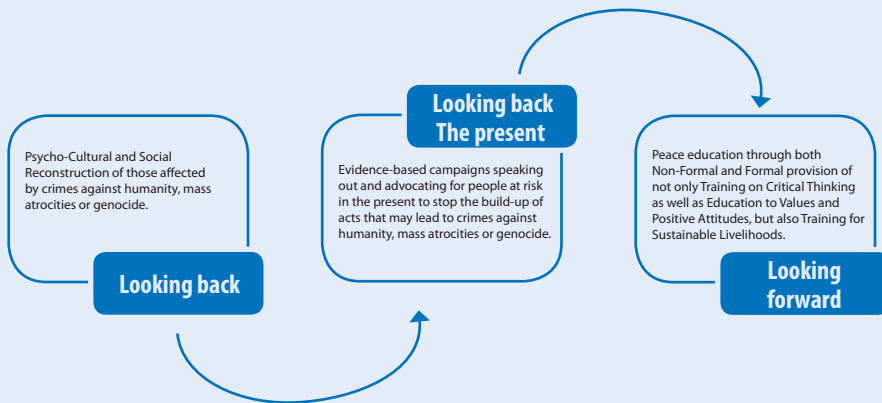 Psycho-Cultural and Social
Reconstruction of those affected
by crimes against humanity, mass
atrocities or genocide.
Looking back
Looking back
The present
Evidence-based campaigns speaking
out and advocating for people at risk
in the present to stop the build-up of
acts that may lead to crimes against
humanity, mass atrocities or genocide.
Peace education through both
Non-Formal and Formal provision of
not only Training on Critical Thinking
as well as Education to Values and
Positive Attitudes, but also Training for
Sustainable Livelihoods.
Looking
forward